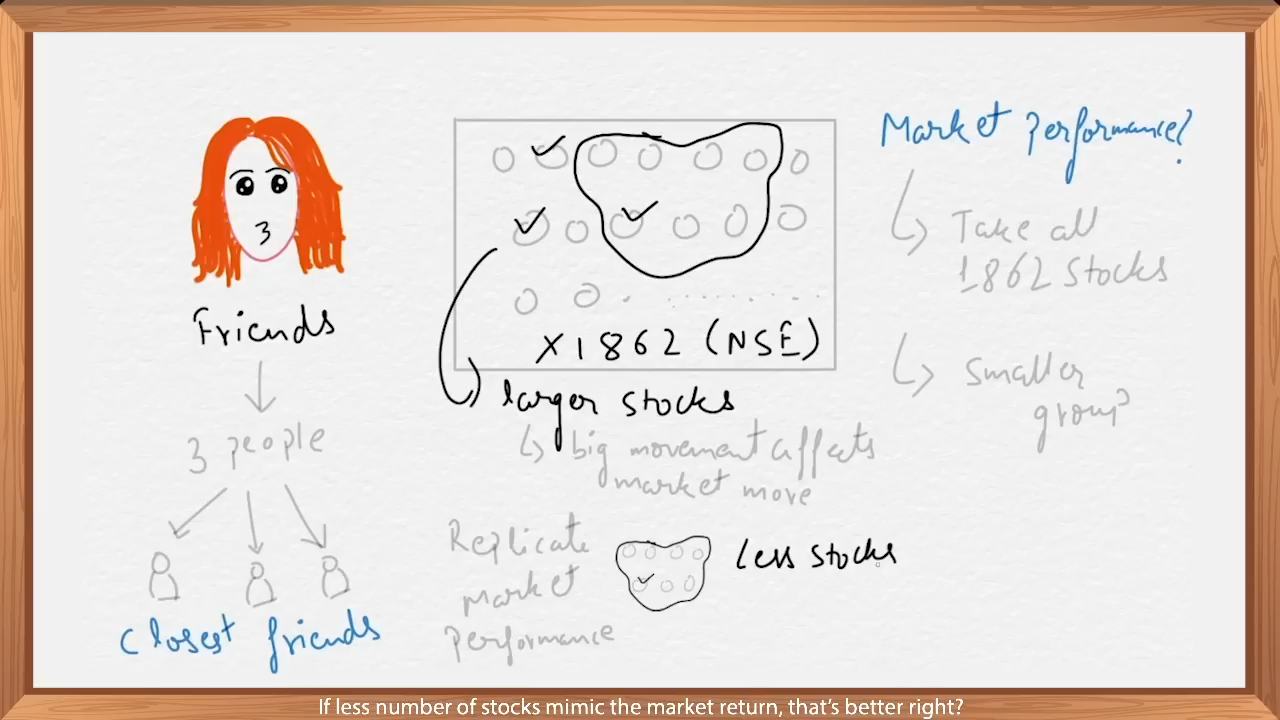 Friends
3 people
Closest friends
X1862 (NSE)
larger stocks
big movement affects
market move
Replicate
market
Performance
Less stocks
Market Performance?
Take all
1862 Stocks
Smaller
group?
If less number of stocks mimic the market return, that's better right?